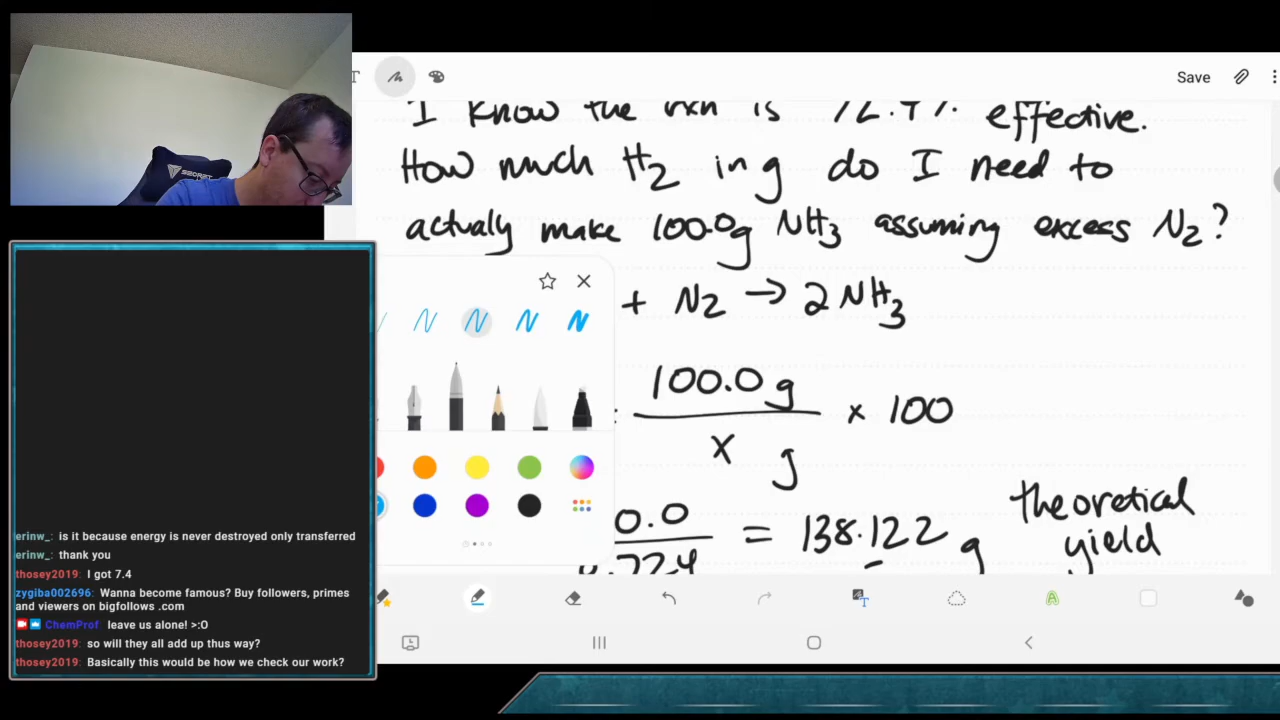 T
Save
I know the rxn is 72.4% effective.
How much H2 in g do I need to
actualy make 100.0g NH3 assuming excess N2?
+ N2 → 2NH3
100.0 g
x 100
x g
0.0
= 138.122 g
0.724
theoretical
yield
SECRET
erinw_: is it because energy is never destroyed only transferred
erinw_: thank you
thosey2019: I got 7.4
zygiba002696: Wanna become famous? Buy followers, primes
and viewers on bigfollows .com
ChemProf: leave us alone! >:O
thosey2019: so will they all add up thus way?
thosey2019: Basically this would be how we check our work?